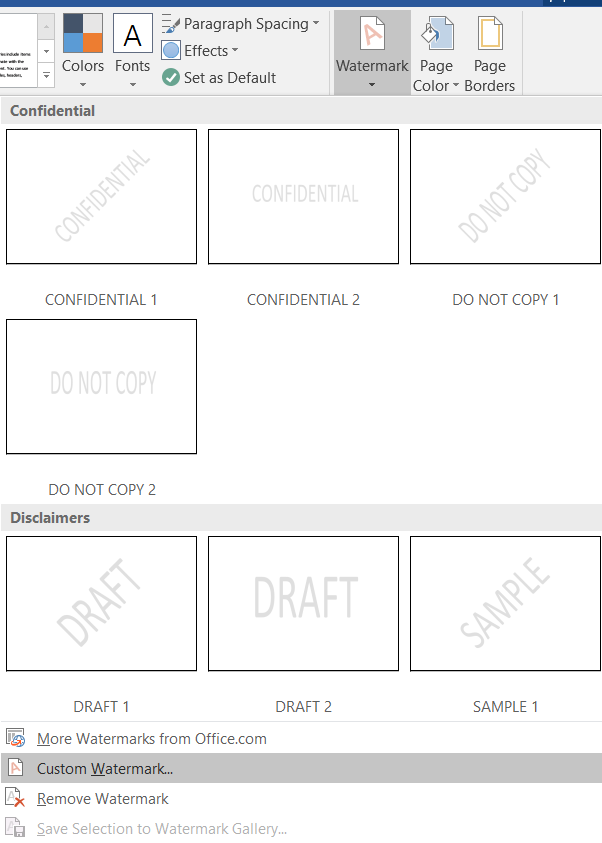 Paragraph Spacing
Effects
Set as Default
Colors
Fonts
A
Watermark
Page Color
Page Borders
Confidential
CONFIDENTIAL
CONFIDENTIAL
DO NOT COPY
CONFIDENTIAL 1
CONFIDENTIAL 2
DO NOT COPY 1
DO NOT COPY
DO NOT COPY 2
Disclaimers
DRAFT
DRAFT
SAMPLE
DRAFT 1
DRAFT 2
SAMPLE 1
More Watermarks from Office.com
Custom Watermark...
Remove Watermark
Save Selection to Watermark Gallery...